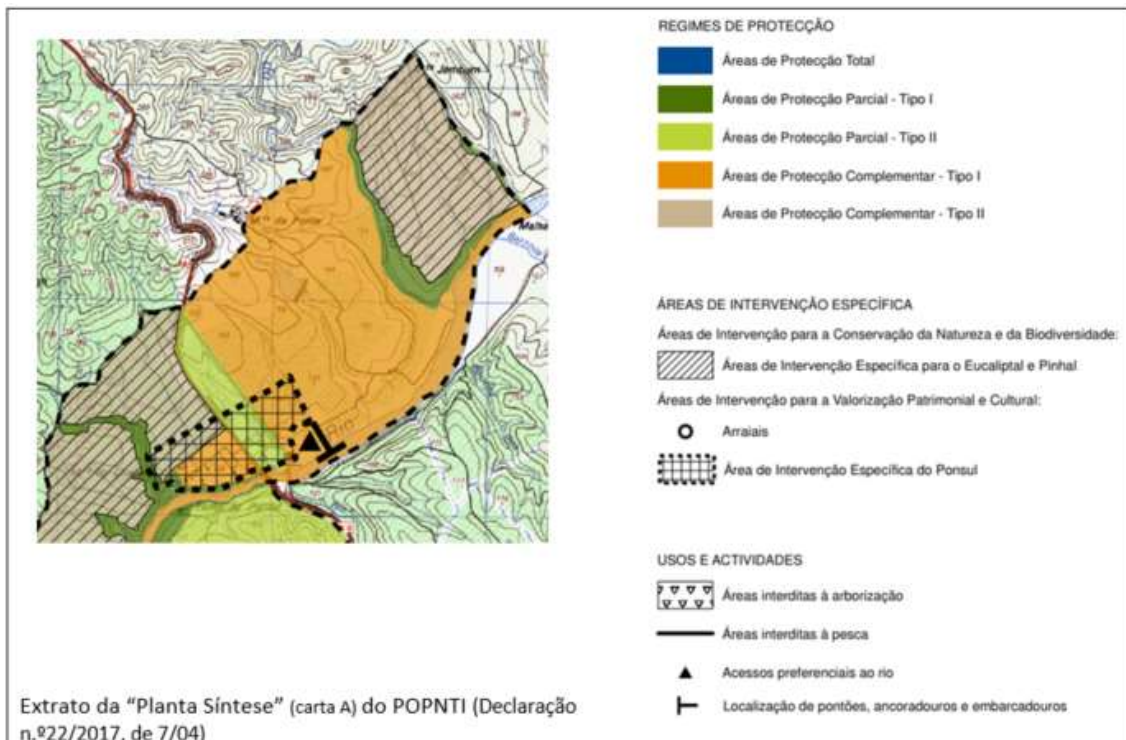 REGIMES DE PROTECÇÃO
Áreas de Protecção Total
Áreas de Protecção Parcial - Tipo I
Áreas de Protecção Parcial - Tipo II
Áreas de Protecção Complementar - Tipo I
Áreas de Protecção Complementar - Tipo II
ÁREAS DE INTERVENÇÃO ESPECÍFICA
Áreas de Intervenção para a Conservação da Natureza e da Biodiversidade:
Áreas de Intervenção Específica para o Eucaliptal e Pinhal
Áreas de Intervenção para a Valorização Patrimonial e Cultural:
Arraiais
Área de Intervenção Específica do Ponsul
USOS E ACTIVIDADES
Áreas interditas à arborização
Áreas interditas à pesca
Acessos preferenciais ao rio
Localização de pontões, ancoradouros e embarcadouros
Rio
Extrato da “Planta Síntese” (carta A) do POPNTI (Declaração
n.º22/2017, de 7/04)